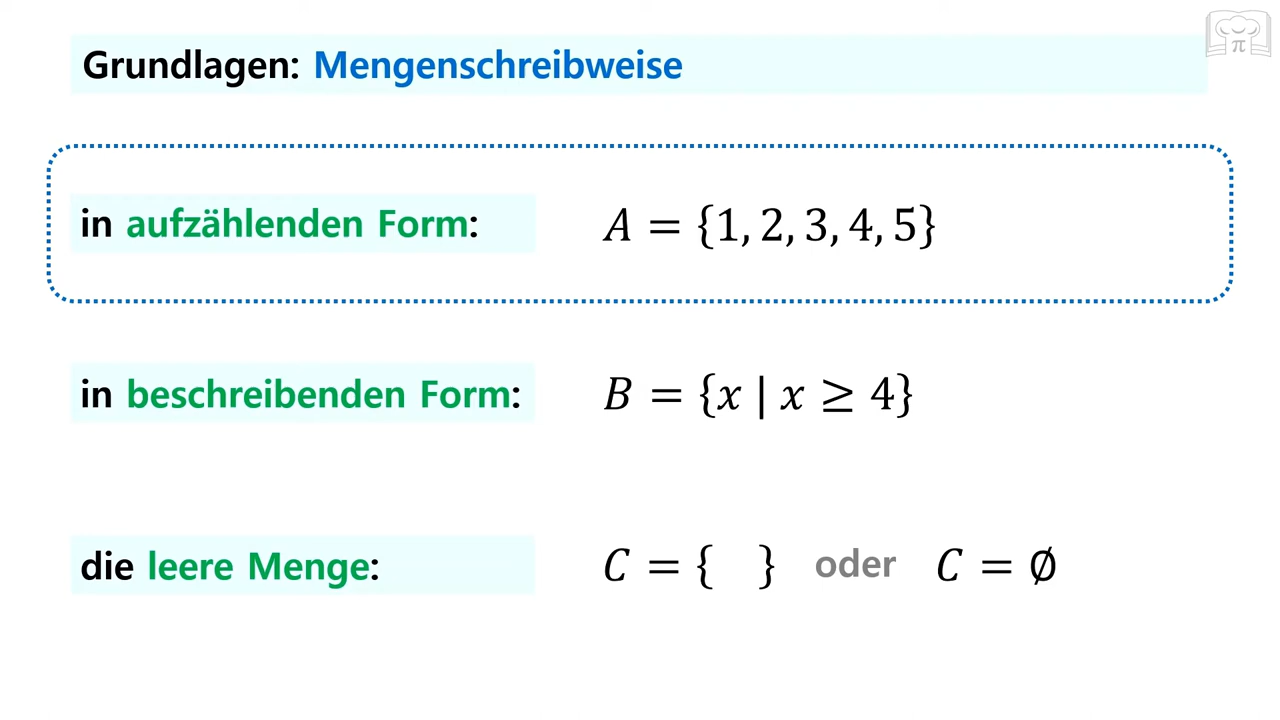 Grundlagen: Mengenschreibweise
in aufzählenden Form: A = {1, 2, 3, 4, 5}
in beschreibenden Form: B = {x | x ≥ 4}
die leere Menge: C = { } oder C = ∅
π